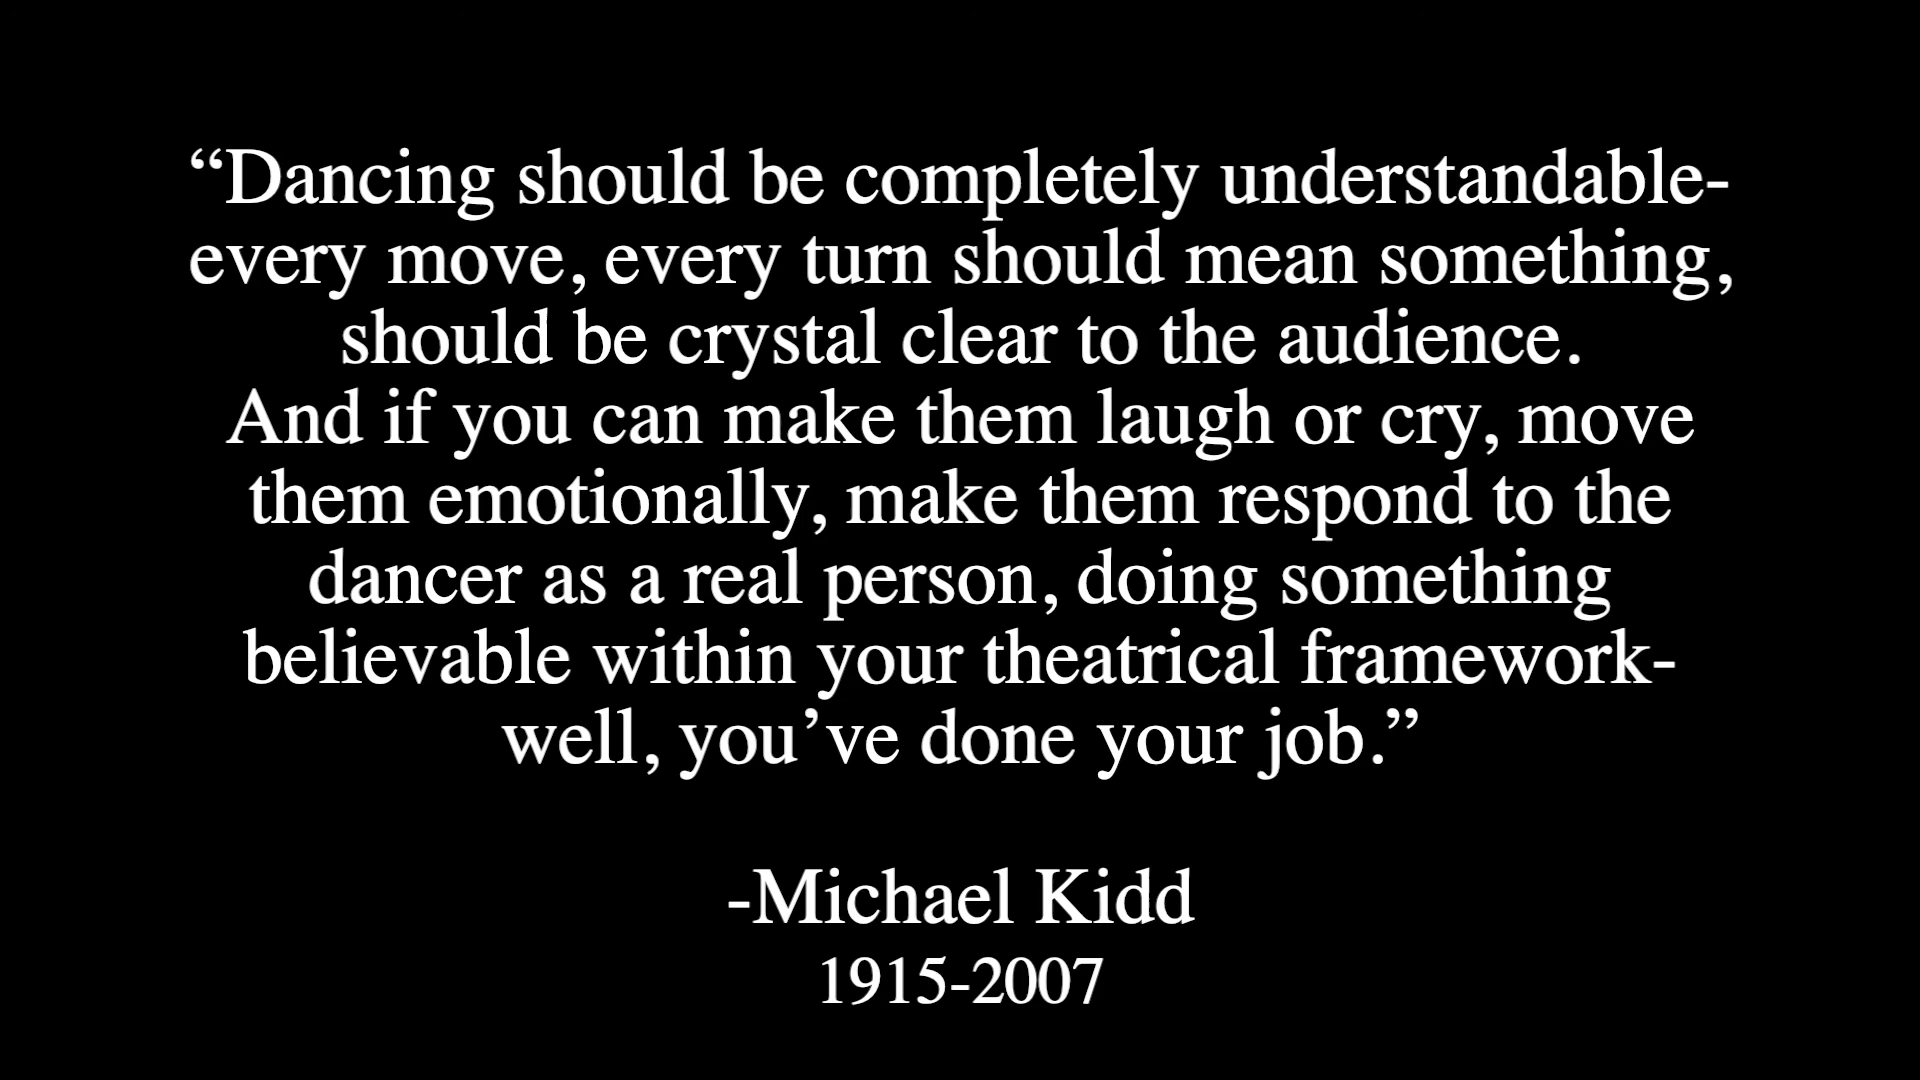 “Dancing should be completely understandable-
every move, every turn should mean something,
should be crystal clear to the audience.
And if you can make them laugh or cry, move
them emotionally, make them respond to the
dancer as a real person, doing something
believable within your theatrical framework-
well, you’ve done your job.”
-Michael Kidd
1915-2007